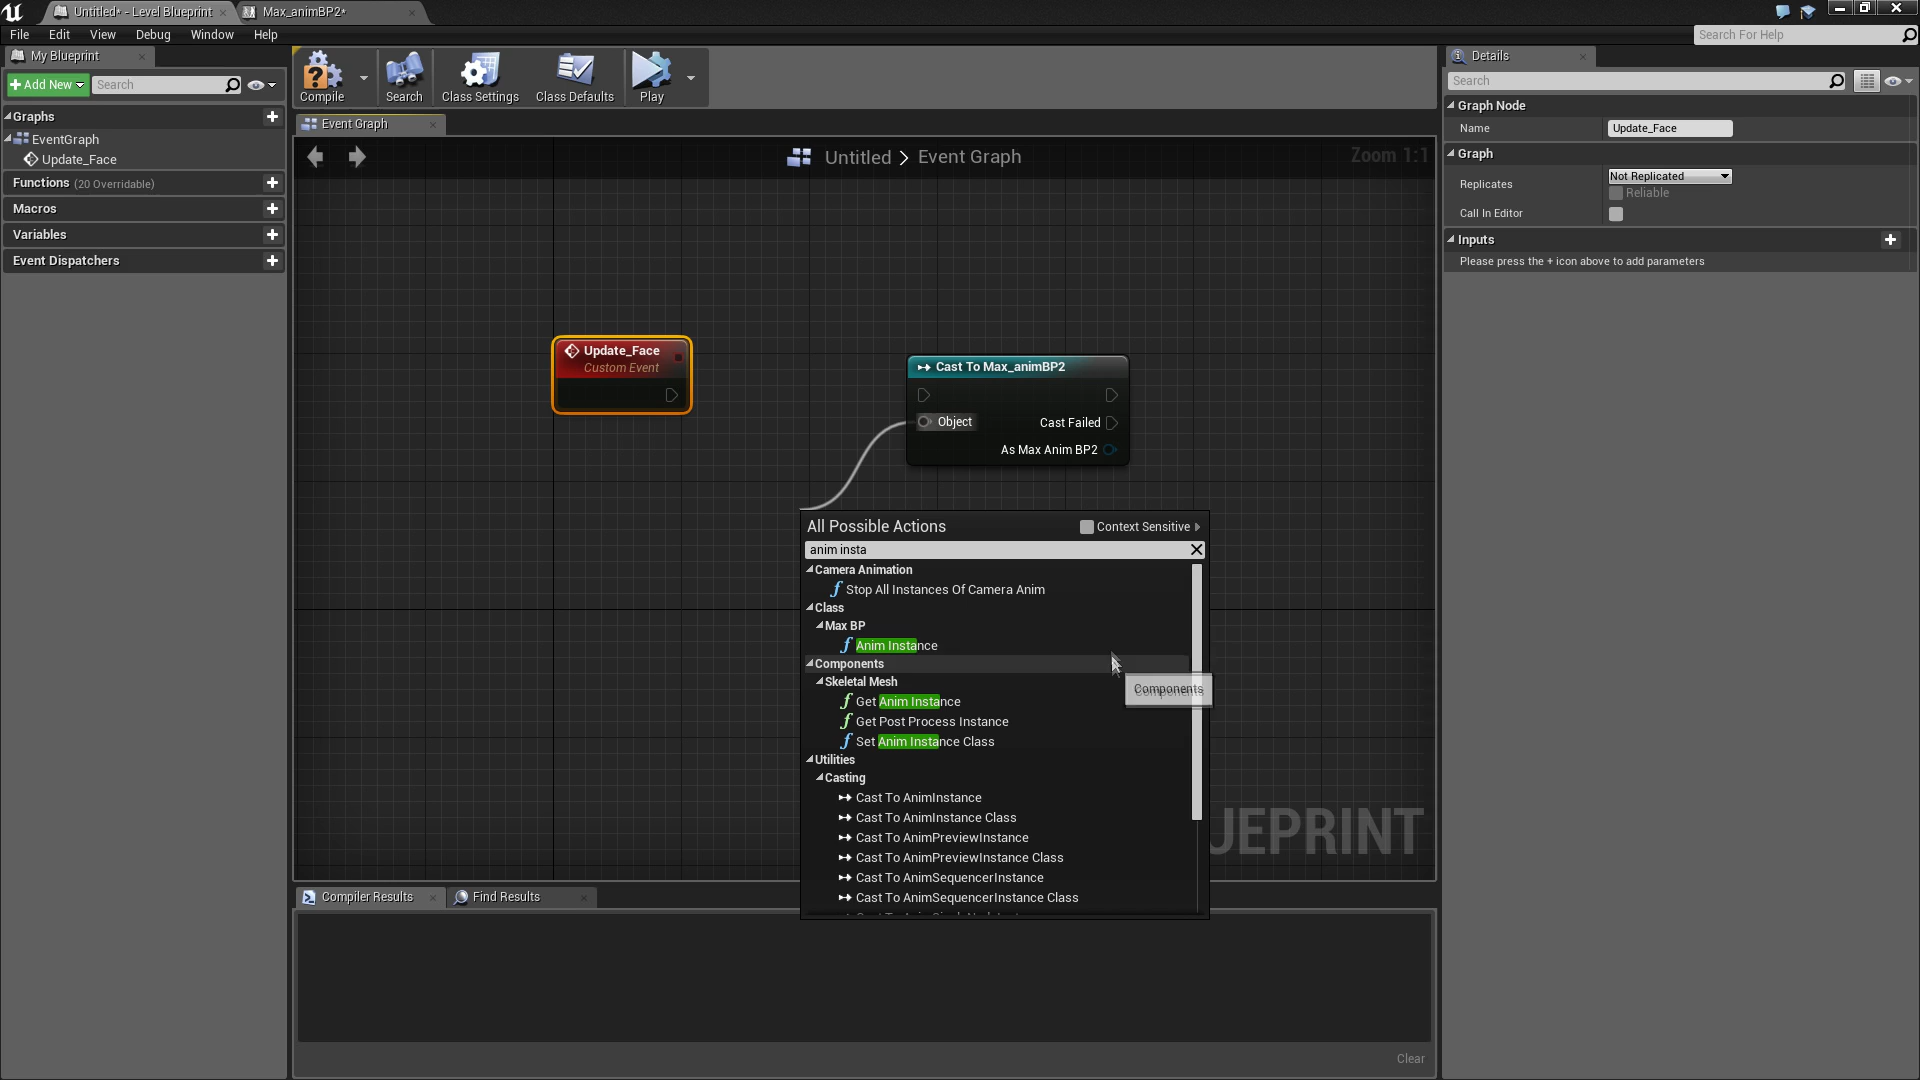 Untitled* - Level Blueprint
Max_animBP2*
File Edit View Debug Window Help
Search For Help
My Blueprint
Add New
Search
Graphs
EventGraph
Update_Face
Functions (20 Overridable)
Macros
Variables
Event Dispatchers
Compile
Search
Class Settings
Class Defaults
Play
Event Graph
Untitled > Event Graph
Zoom 1:1
Update_Face
Custom Event
Cast To Max_animBP2
Object
Cast Failed
As Max Anim BP2
All Possible Actions
Context Sensitive
anim insta
Camera Animation
Stop All Instances Of Camera Anim
Class
Max BP
Anim Instance
Components
Skeletal Mesh
Get Anim Instance
Get Post Process Instance
Set Anim Instance Class
Utilities
Casting
Cast To AnimInstance
Cast To AnimInstance Class
Cast To AnimPreviewInstance
Cast To AnimPreviewInstance Class
Cast To AnimSequencerInstance
Cast To AnimSequencerInstance Class
Components
UEPRINT
Compiler Results
Find Results
Clear
Details
Search
Graph Node
Name
Update_Face
Graph
Replicates
Not Replicated
Reliable
Call In Editor
Inputs
Please press the + icon above to add parameters